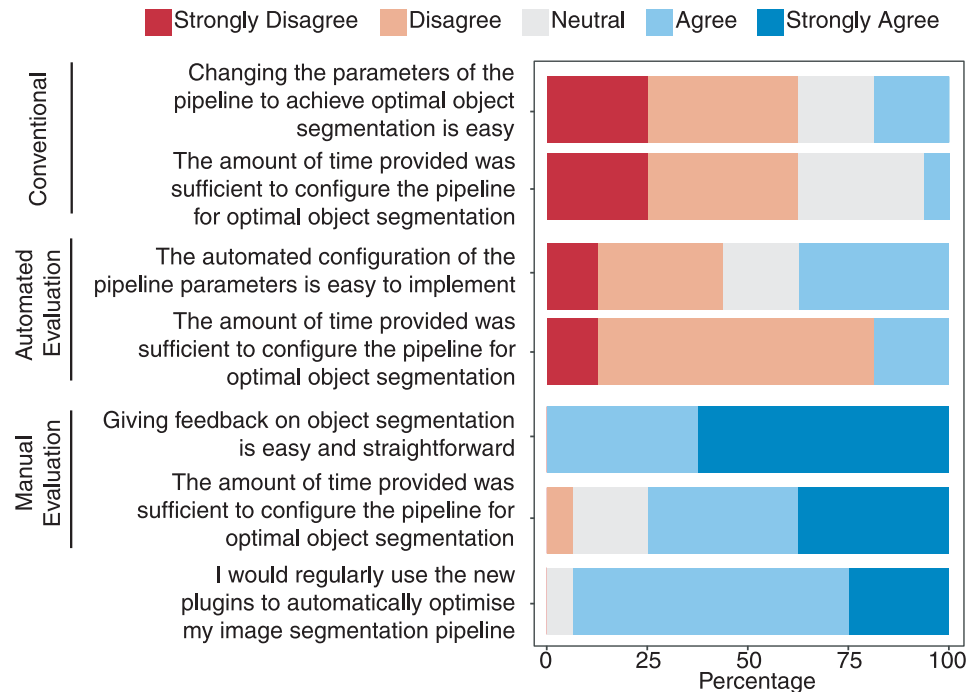 Strongly Disagree Disagree Neutral Agree Strongly Agree
Conventional
Changing the parameters of the
pipeline to achieve optimal object
segmentation is easy
The amount of time provided was
sufficient to configure the pipeline
for optimal object segmentation
Automated
Evaluation
The automated configuration of the
pipeline parameters is easy to implement
The amount of time provided was
sufficient to configure the pipeline for
optimal object segmentation
Manual
Evaluation
Giving feedback on object segmentation
is easy and straightforward
The amount of time provided was
sufficient to configure the pipeline for
optimal object segmentation
I would regularly use the new
plugins to automatically optimise
my image segmentation pipeline
0 25 50 75 100
Percentage